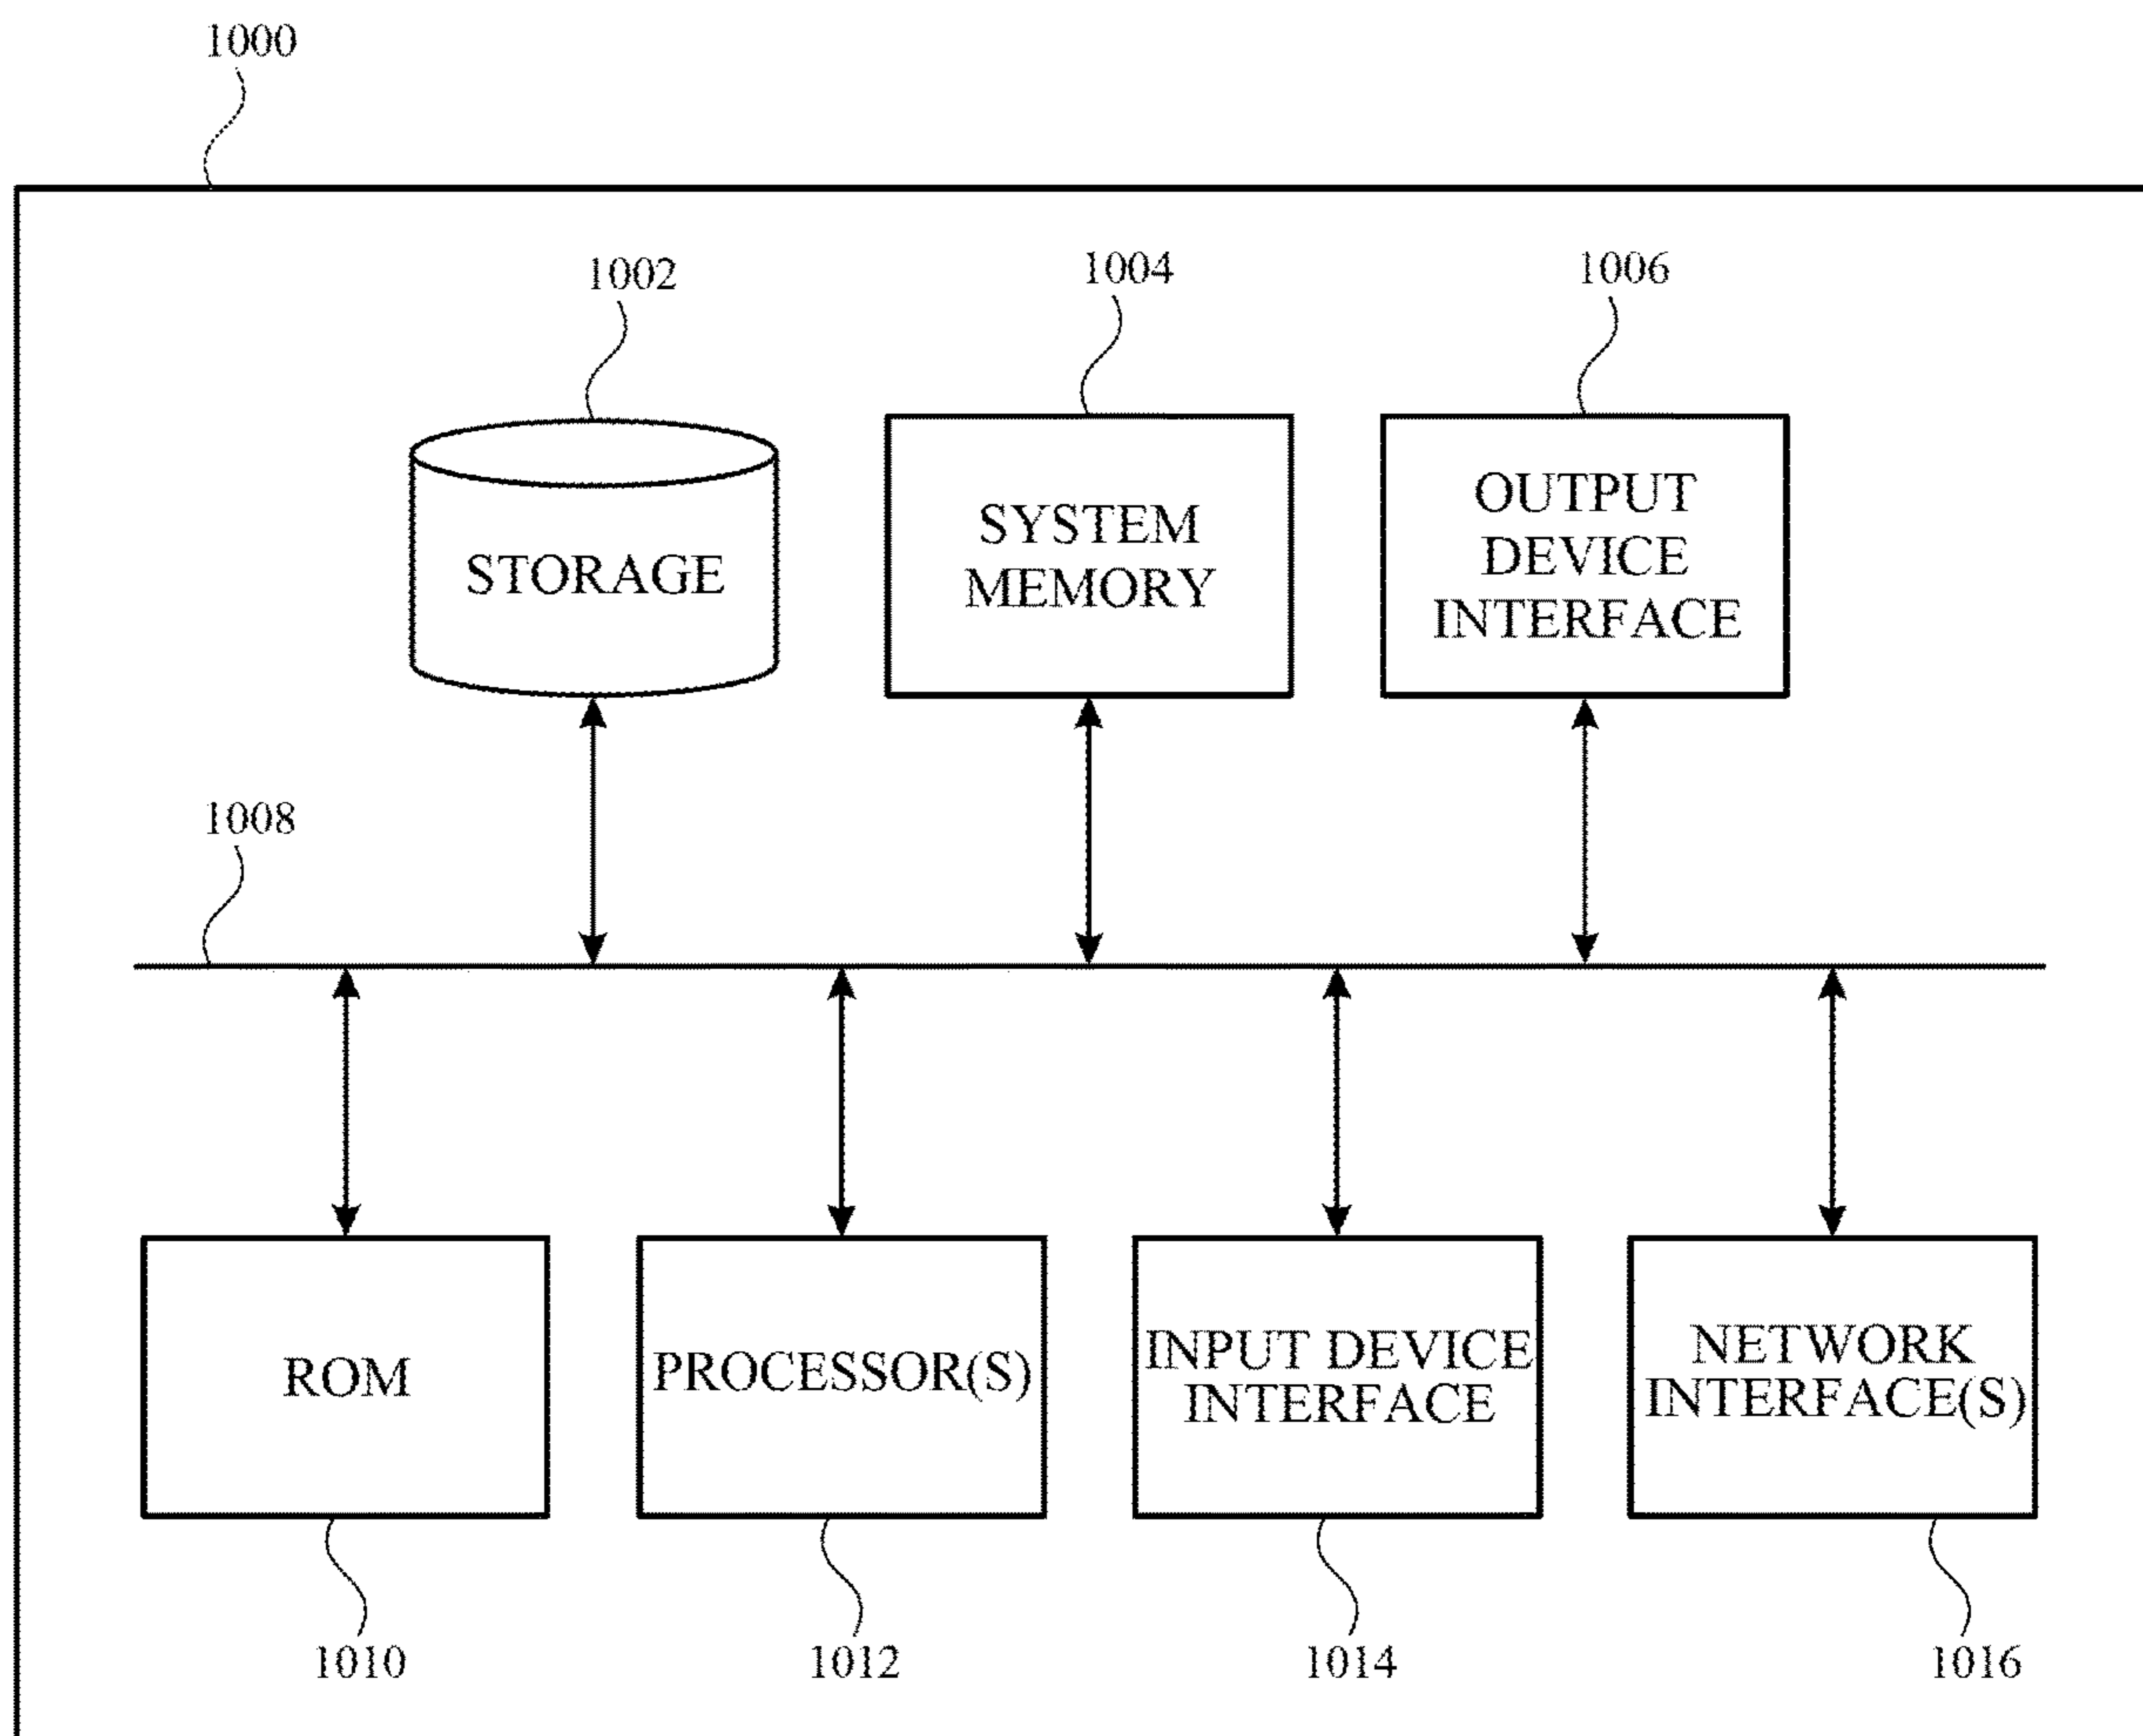 1000
1002
1004
1006
STORAGE
SYSTEM
MEMORY
OUTPUT
DEVICE
INTERFACE
1008
ROM
PROCESSOR(S)
INPUT DEVICE
INTERFACE
NETWORK
INTERFACE(S)
1010
1012
1014
1016